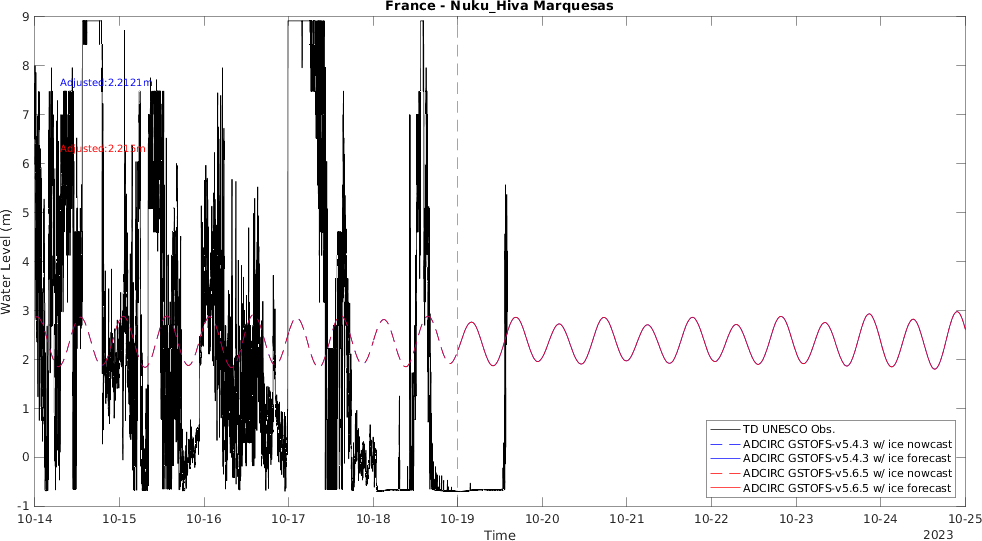 France - Nuku_Hiva Marquesas
9
8
7
6
5
4
3
2
1
0
-1
Water Level (m)
Adjusted:2.2121m
Adjusted:2.215m
TD UNESCO Obs.
ADCIRC GSTOFS-v5.4.3 w/ ice nowcast
ADCIRC GSTOFS-v5.4.3 w/ ice forecast
ADCIRC GSTOFS-v5.6.5 w/ ice nowcast
ADCIRC GSTOFS-v5.6.5 w/ ice forecast
10-14 10-15 10-16 10-17 10-18 10-19 10-20 10-21 10-22 10-23 10-24 10-25
Time
2023